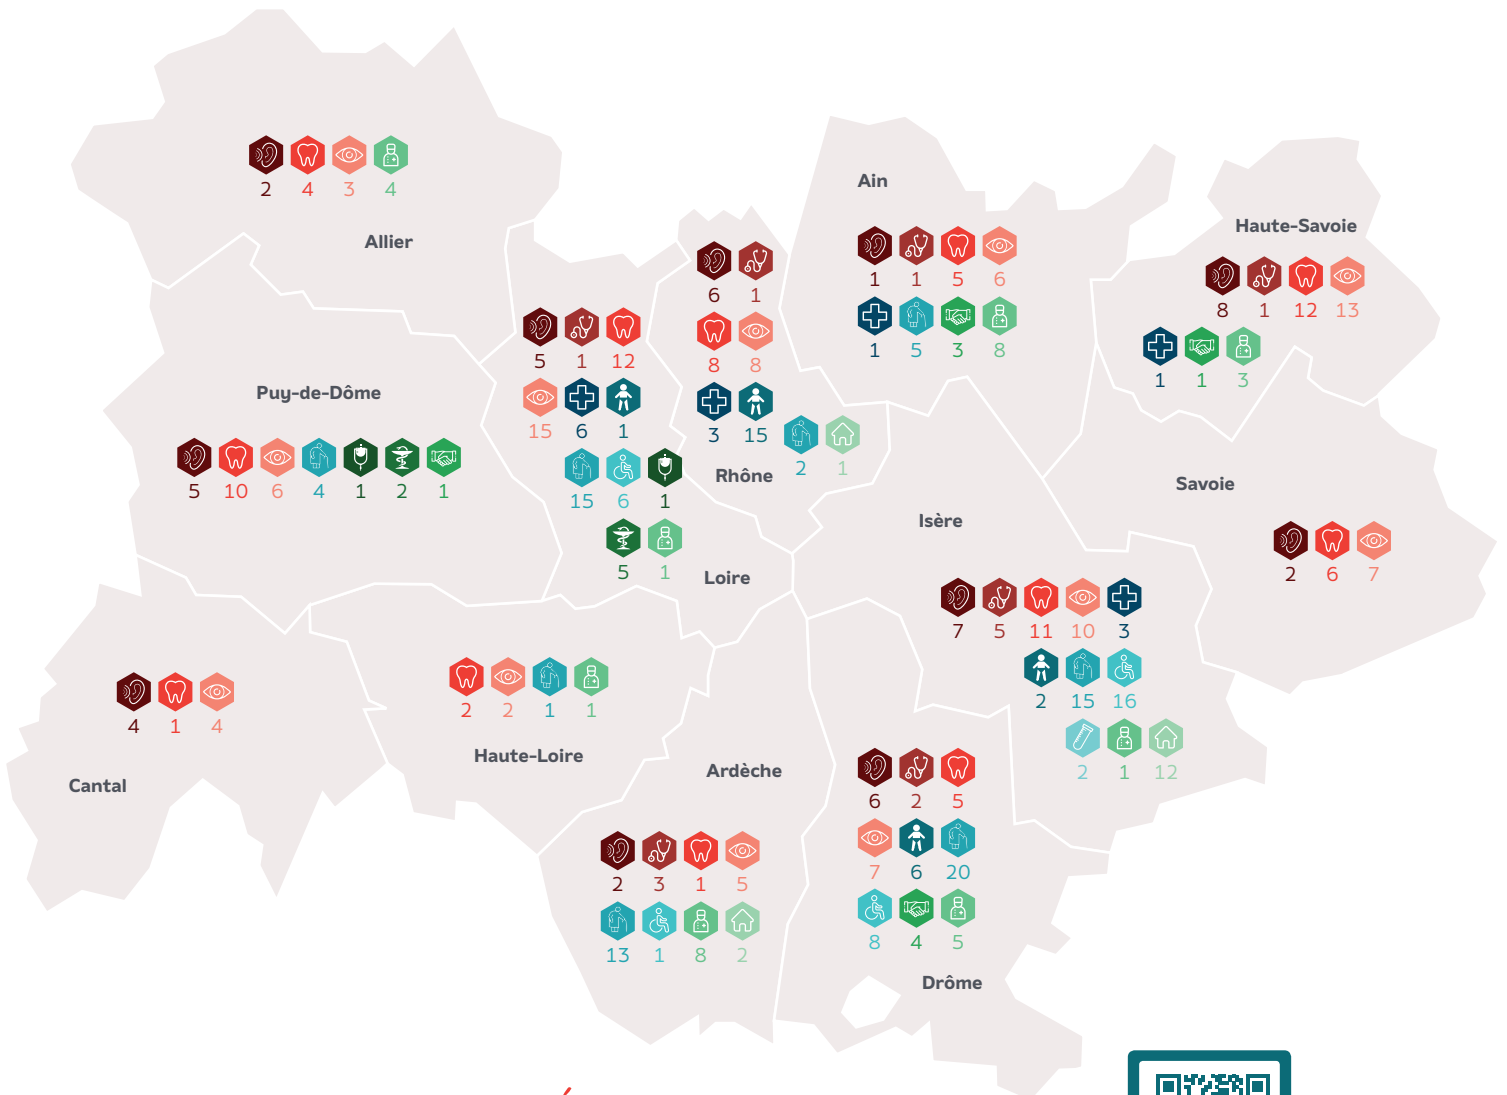 2 4 3 4
Allier
Ain
1 1 5 6
1 5 3 8
Haute-Savoie
8 1 12 13
1 1 3
6 1
8 8
3 15
2 1
Rhône
5 1 12
15 6 1
15 6 1
5 1
Loire
Puy-de-Dôme
5 10 6 4 1 2 1
Savoie
2 6 7
Isère
7 5 11 10 3
2 15 16
2 1 12
4 1 4
Cantal
2 2 1 1
Haute-Loire
Ardèche
2 3 1 5
13 1 8 2
6 2 5
7 6 20
8 4 5
Drôme